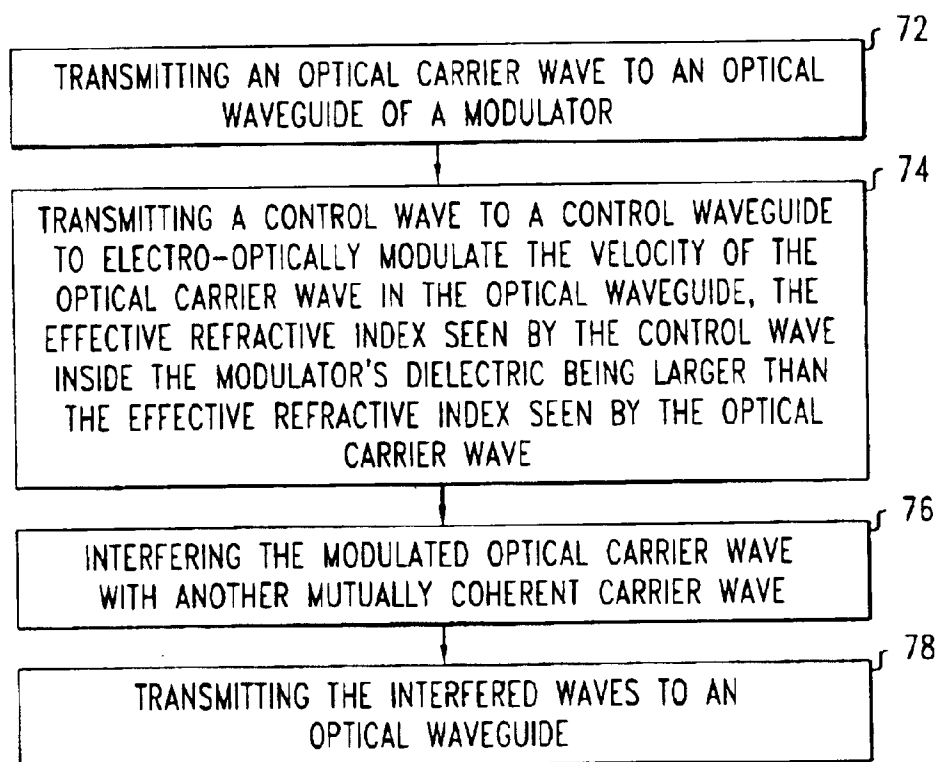 72
TRANSMITTING AN OPTICAL CARRIER WAVE TO AN OPTICAL
WAVEGUIDE OF A MODULATOR
74
TRANSMITTING A CONTROL WAVE TO A CONTROL WAVEGUIDE
TO ELECTRO-OPTICALLY MODULATE THE VELOCITY OF THE
OPTICAL CARRIER WAVE IN THE OPTICAL WAVEGUIDE, THE
EFFECTIVE REFRACTIVE INDEX SEEN BY THE CONTROL WAVE
INSIDE THE MODULATOR'S DIELECTRIC BEING LARGER THAN
THE EFFECTIVE REFRACTIVE INDEX SEEN BY THE OPTICAL
CARRIER WAVE
76
INTERFERING THE MODULATED OPTICAL CARRIER WAVE
WITH ANOTHER MUTUALLY COHERENT CARRIER WAVE
78
TRANSMITTING THE INTERFERED WAVES TO AN
OPTICAL WAVEGUIDE